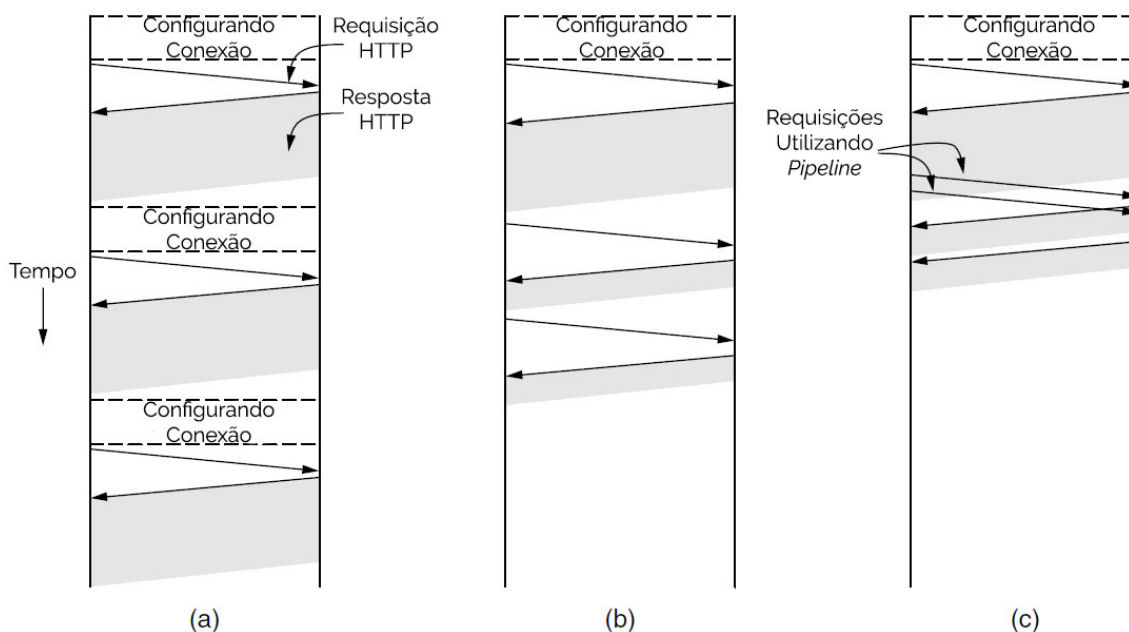 Configurando
Conexão
Requisição
HTTP
Resposta
HTTP
Configurando
Conexão
Tempo
Configurando
Conexão
(a)
Configurando
Conexão
(b)
Configurando
Conexão
Requisições
Utilizando
Pipeline
(c)